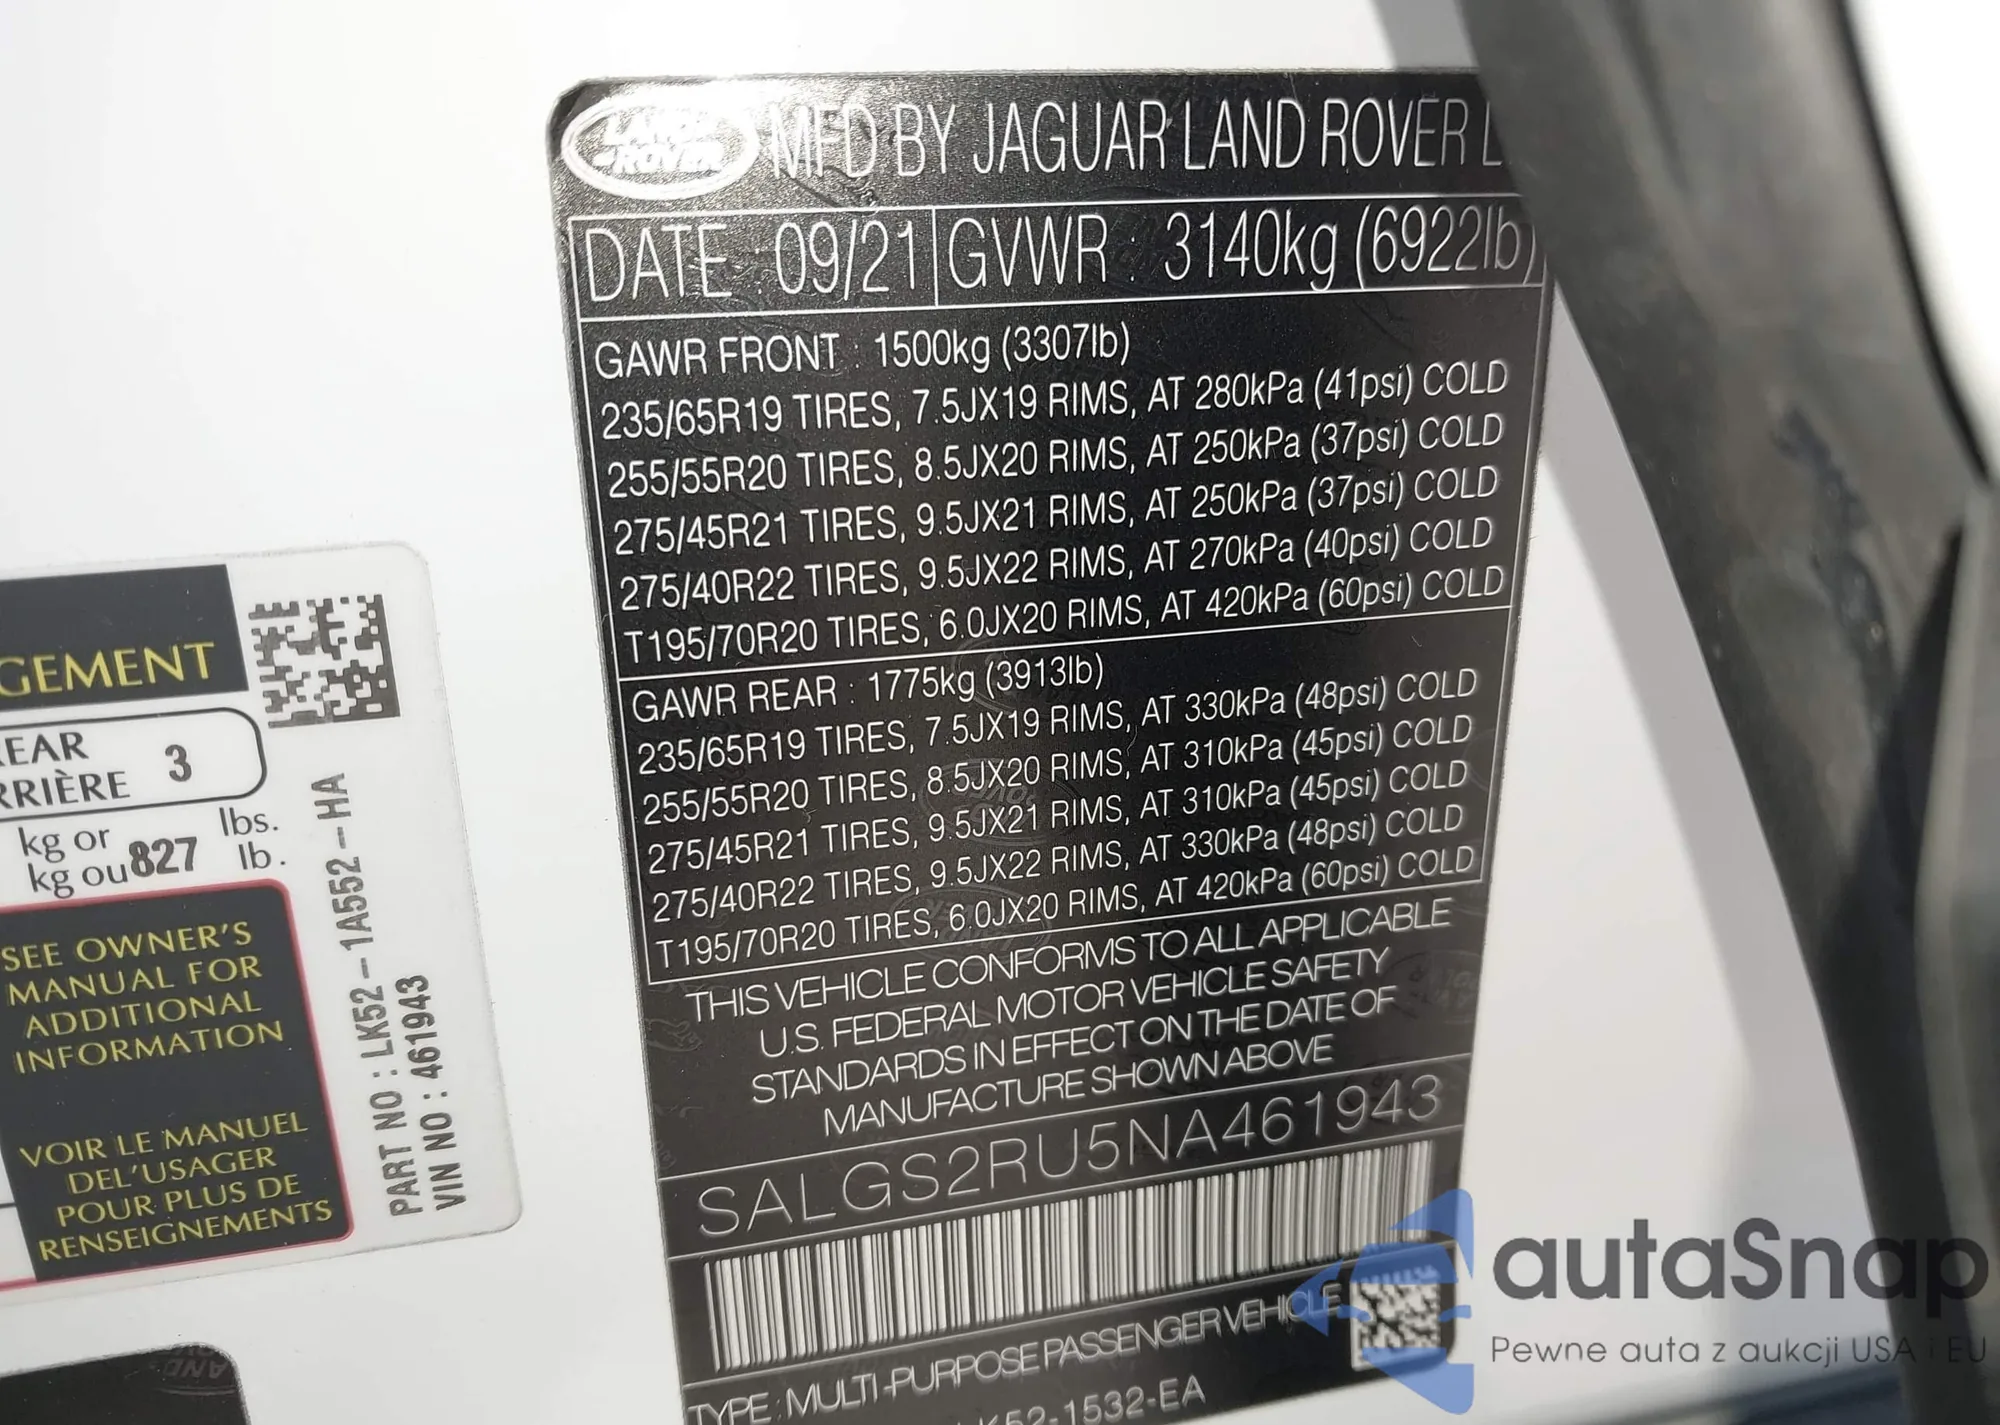 LAND ROVER
MFD BY JAGUAR LAND ROVER L
DATE : 09/21 GVWR : 3140kg (6922lb)
GAWR FRONT : 1500kg (3307lb)
235/65R19 TIRES, 7.5JX19 RIMS, AT 280kPa (41psi) COLD
255/55R20 TIRES, 8.5JX20 RIMS, AT 250kPa (37psi) COLD
275/45R21 TIRES, 9.5JX21 RIMS, AT 250kPa (37psi) COLD
275/40R22 TIRES, 9.5JX22 RIMS, AT 270kPa (40psi) COLD
T195/70R20 TIRES, 6.0JX20 RIMS, AT 420kPa (60psi) COLD
GAWR REAR : 1775kg (3913lb)
235/65R19 TIRES, 7.5JX19 RIMS, AT 330kPa (48psi) COLD
255/55R20 TIRES, 8.5JX20 RIMS, AT 310kPa (45psi) COLD
275/45R21 TIRES, 9.5JX21 RIMS, AT 310kPa (45psi) COLD
275/40R22 TIRES, 9.5JX22 RIMS, AT 330kPa (48psi) COLD
T195/70R20 TIRES, 6.0JX20 RIMS, AT 420kPa (60psi) COLD
THIS VEHICLE CONFORMS TO ALL APPLICABLE
U.S. FEDERAL MOTOR VEHICLE SAFETY
STANDARDS IN EFFECT ON THE DATE OF
MANUFACTURE SHOWN ABOVE
SALGS2RU5NA461943
TYPE: MULTI-PURPOSE PASSENGER VEHICLE
K52-1532-EA
GEMENT
EAR
RRIÈRE 3
kg or lbs.
kg ou 827 lb.
SEE OWNER'S
MANUAL FOR
ADDITIONAL
INFORMATION
VOIR LE MANUEL
DEL'USAGER
POUR PLUS DE
RENSEIGNEMENTS
PART NO : LK52-1A552-HA
VIN NO : 461943
autaSnap
Pewne auta z aukcji USA i EU